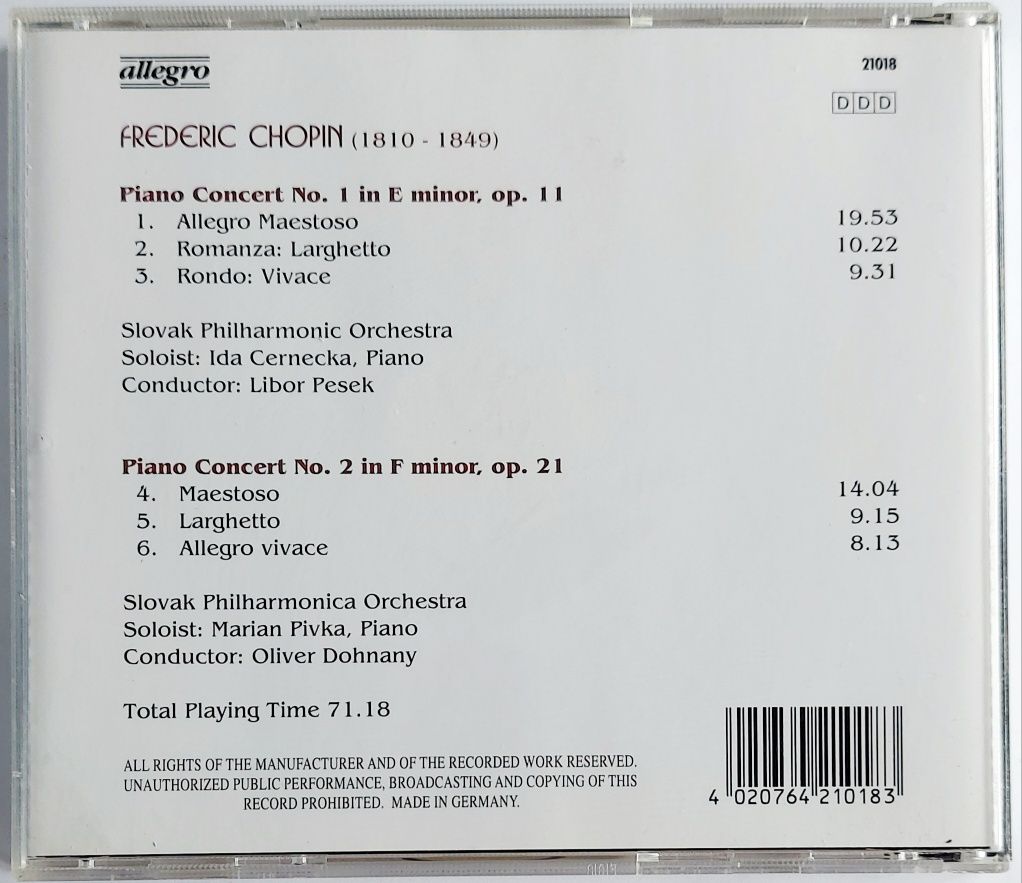 allegro
21018
DDD
FREDERIC CHOPIN (1810 - 1849)
Piano Concert No. 1 in E minor, op. 11
1. Allegro Maestoso 19.53
2. Romanza: Larghetto 10.22
3. Rondo: Vivace 9.31
Slovak Philharmonic Orchestra
Soloist: Ida Cernecka, Piano
Conductor: Libor Pesek
Piano Concert No. 2 in F minor, op. 21
4. Maestoso 14.04
5. Larghetto 9.15
6. Allegro vivace 8.13
Slovak Philharmonica Orchestra
Soloist: Marian Pivka, Piano
Conductor: Oliver Dohnany
Total Playing Time 71.18
ALL RIGHTS OF THE MANUFACTURER AND OF THE RECORDED WORK RESERVED.
UNAUTHORIZED PUBLIC PERFORMANCE, BROADCASTING AND COPYING OF THIS
RECORD PROHIBITED. MADE IN GERMANY.
4 020764 210183